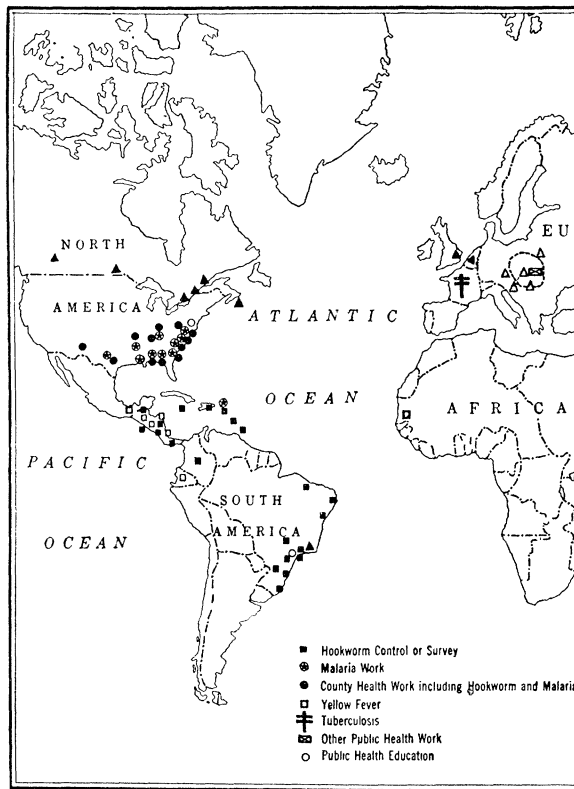 NORTH
EU
AMERICA
ATLANTIC
OCEAN
AFRICA
PACIFIC
SOUTH
AMERICA
OCEAN
Hookworm Control or Survey
Malaria Work
County Health Work including Hookworm and Malaria
Yellow Fever
Tuberculosis
Other Public Health Work
Public Health Education